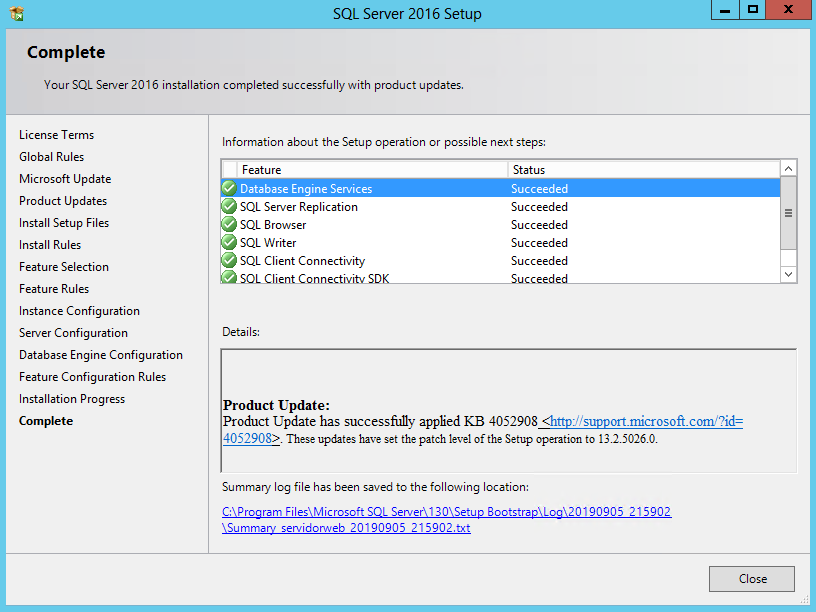 SQL Server 2016 Setup
Complete
Your SQL Server 2016 installation completed successfully with product updates.
License Terms
Global Rules
Microsoft Update
Product Updates
Install Setup Files
Install Rules
Feature Selection
Feature Rules
Instance Configuration
Server Configuration
Database Engine Configuration
Feature Configuration Rules
Installation Progress
Complete
Information about the Setup operation or possible next steps:
Feature Status
Database Engine Services Succeeded
SQL Server Replication Succeeded
SQL Browser Succeeded
SQL Writer Succeeded
SQL Client Connectivity Succeeded
SQL Client Connectivity SDK Succeeded
Details:
Product Update:
Product Update has successfully applied KB 4052908 <http://support.microsoft.com/?id=
4052908>. These updates have set the patch level of the Setup operation to 13.2.5026.0.
Summary log file has been saved to the following location:
C:\Program Files\Microsoft SQL Server\130\Setup Bootstrap\Log\20190905_215902
\Summary_servidorweb_20190905_215902.txt
Close